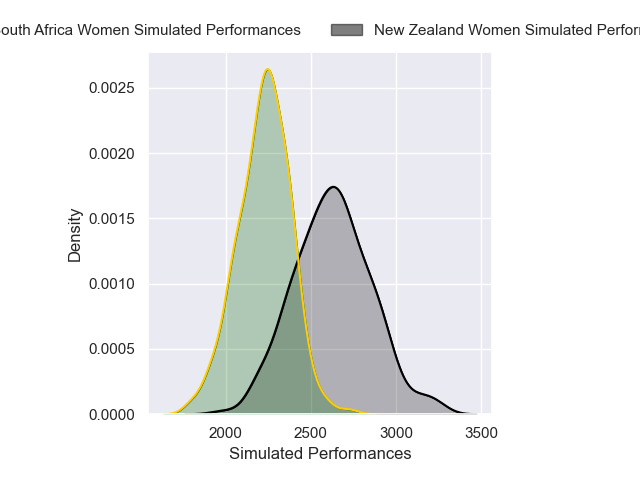 outh Africa Women Simulated Performances
New Zealand Women Simulated Perfor
0.0025
0.0020
0.0015
0.0010
0.0005
0.0000
Density
2000
2500
3000
3500
Simulated Performances